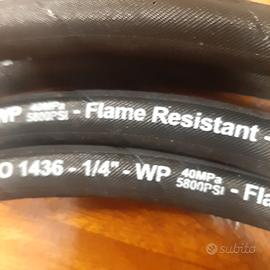 WP 40MPa 5800PSI - Flame Resistant -
O 1436 - 1/4" - WP 40MPa 5800PSI - Fla
subito